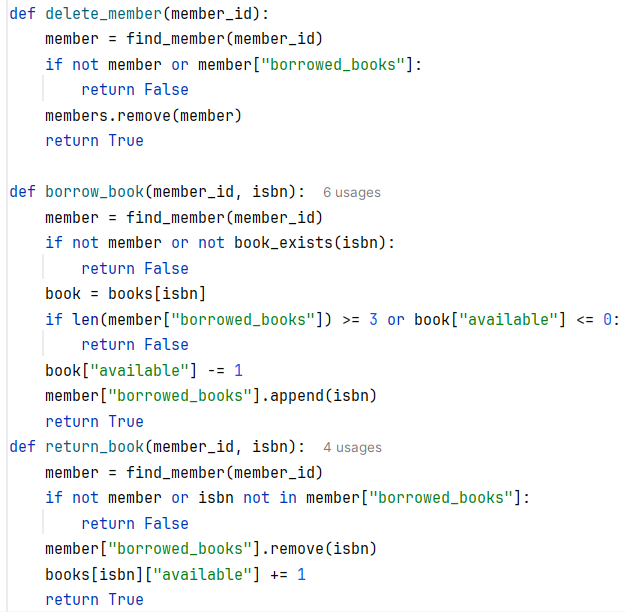 def delete_member(member_id):
    member = find_member(member_id)
    if not member or member["borrowed_books"]:
        return False
    members.remove(member)
    return True

def borrow_book(member_id, isbn):  6 usages
    member = find_member(member_id)
    if not member or not book_exists(isbn):
        return False
    book = books[isbn]
    if len(member["borrowed_books"]) >= 3 or book["available"] <= 0:
        return False
    book["available"] -= 1
    member["borrowed_books"].append(isbn)
    return True
def return_book(member_id, isbn):  4 usages
    member = find_member(member_id)
    if not member or isbn not in member["borrowed_books"]:
        return False
    member["borrowed_books"].remove(isbn)
    books[isbn]["available"] += 1
    return True